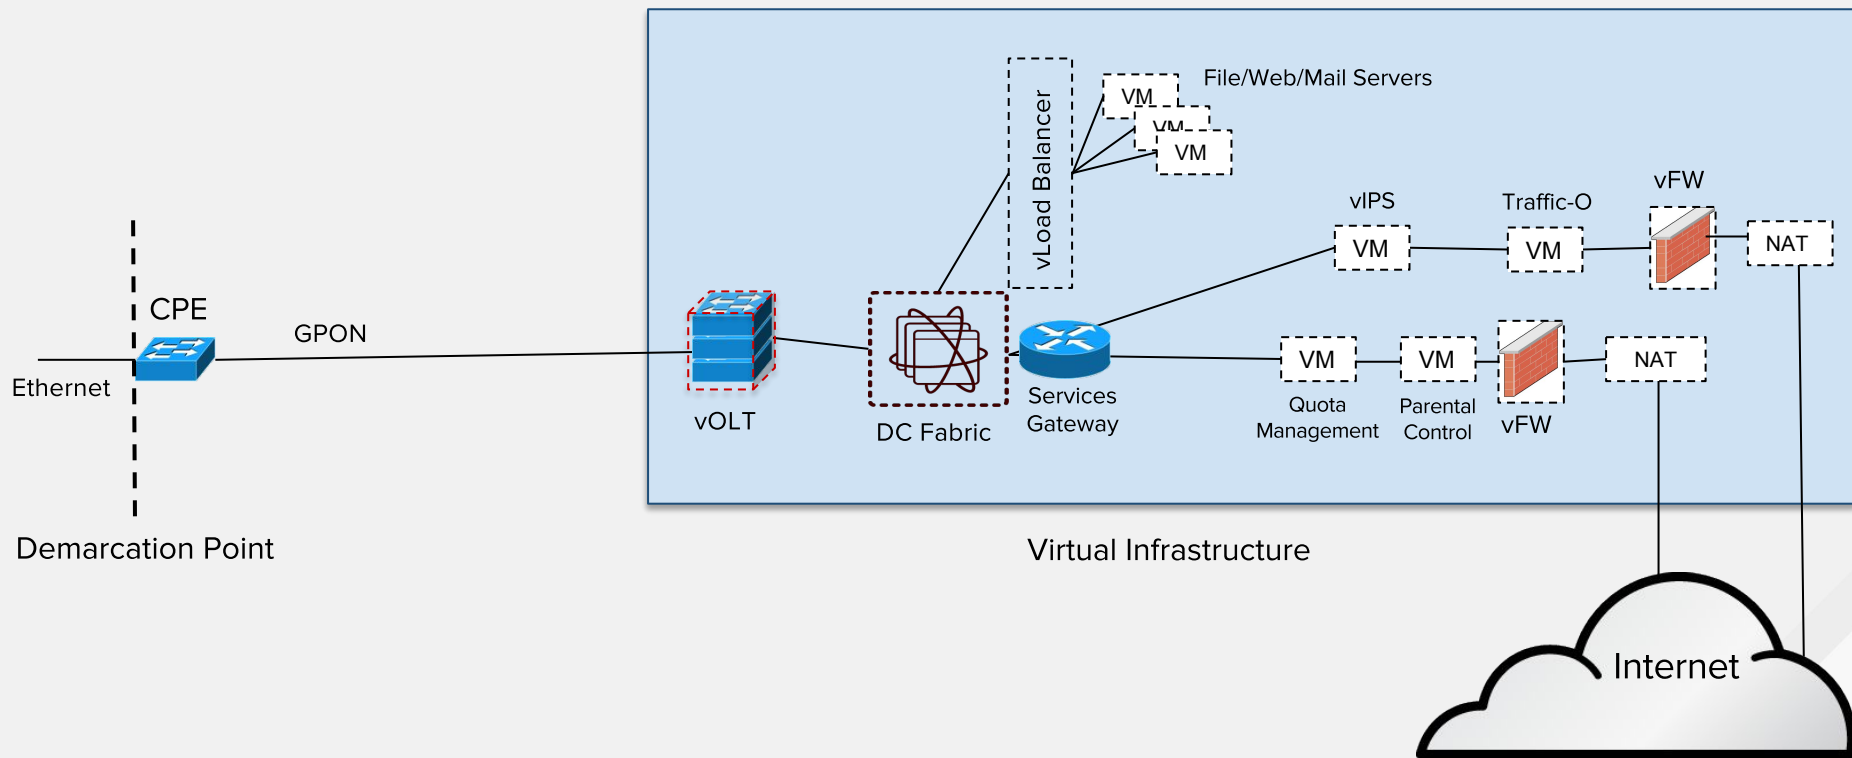 File/Web/Mail Servers
VM
VM
VM
vLoad Balancer
vIPS
Traffic-O
vFW
VM
VM
NAT
CPE
GPON
Ethernet
vOLT
DC Fabric
Services
Gateway
VM
VM
NAT
Quota
Management
Parental
Control
vFW
Demarcation Point
Virtual Infrastructure
Internet